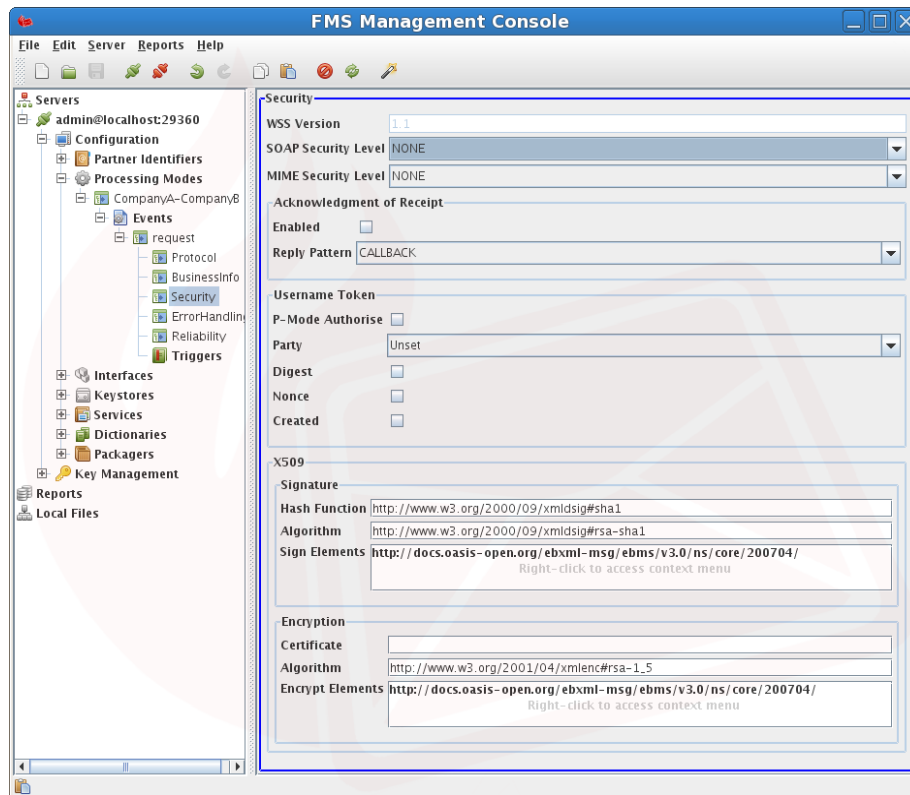 FMS Management Console
File Edit Server Reports Help
Servers
admin@localhost:29360
Configuration
Partner Identifiers
Processing Modes
CompanyA-CompanyB
Events
request
Protocol
BusinessInfo
Security
ErrorHandling
Reliability
Triggers
Interfaces
Keystores
Services
Dictionaries
Packagers
Key Management
Reports
Local Files
Security
WSS Version 1.1
SOAP Security Level NONE
MIME Security Level NONE
Acknowledgment of Receipt
Enabled
Reply Pattern CALLBACK
Username Token
P-Mode Authorise
Party Unset
Digest
Nonce
Created
X509
Signature
Hash Function http://www.w3.org/2000/09/xmldsig#sha1
Algorithm http://www.w3.org/2000/09/xmldsig#rsa-sha1
Sign Elements http://docs.oasis-open.org/ebxml-msg/ebms/v3.0/ns/core/200704/
Right-click to access context menu
Encryption
Certificate
Algorithm http://www.w3.org/2001/04/xmlenc#rsa-1_5
Encrypt Elements http://docs.oasis-open.org/ebxml-msg/ebms/v3.0/ns/core/200704/
Right-click to access context menu